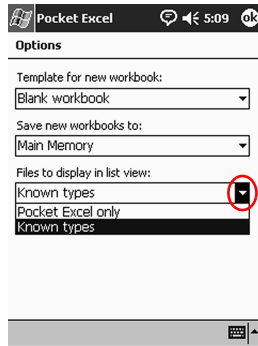 Pocket Excel 5:09 ok
Options
Template for new workbook:
Blank workbook
Save new workbooks to:
Main Memory
Files to display in list view:
Known types
Pocket Excel only
Known types